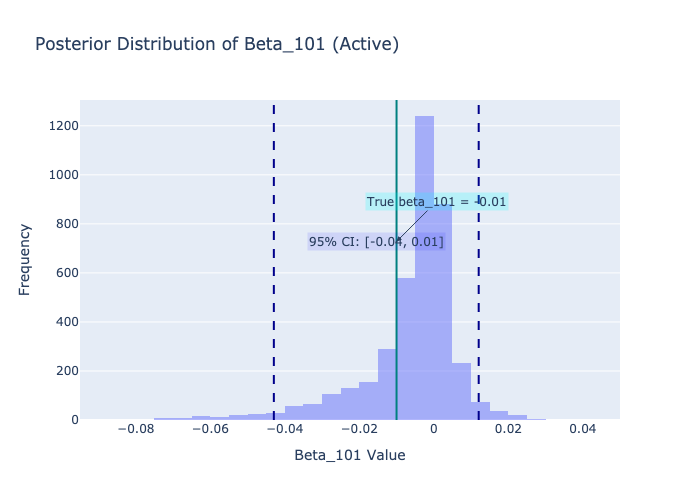 Posterior Distribution of Beta_101 (Active)
1200
1000
True beta_101 = -0.01
800
95% CI: [-0.04, 0.01]
600
400
200
0
Frequency
−0.08 −0.06 −0.04 −0.02 0 0.02 0.04
Beta_101 Value